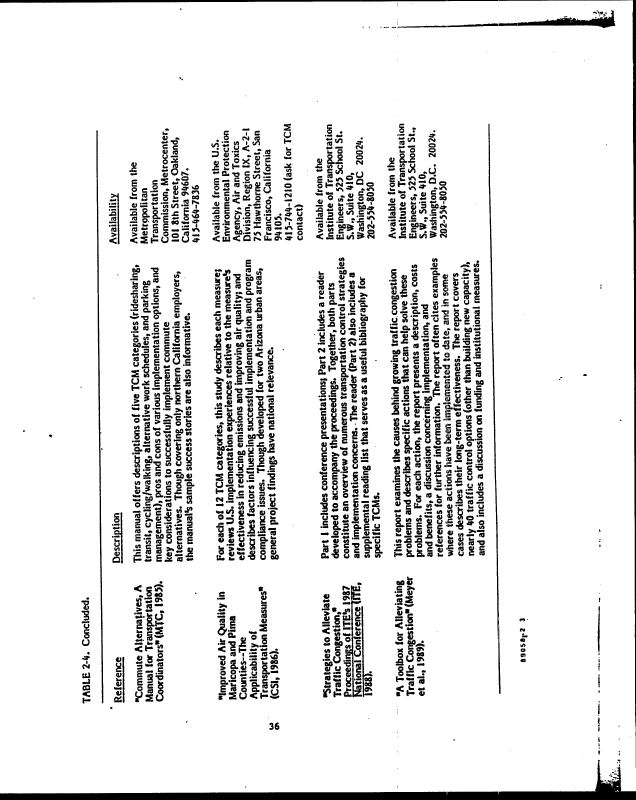 TABLE 2-4.  Concluded.
Reference
Description
Availability
"Commute Alternatives, A
Manual for Transportation
Coordinators" (MTC, 1985).
This manual offers descriptions of five TCM categories (ridesharing,
transit, cycling/walking, alternative work schedules, and parking
management), pros and cons of various implementation options, and
key considerations to successfully implement commute
alternatives.  Though covering only northern California employers,
the manual's sample success stories are also informative.
Available from the
Metropolitan
Transportation
Commission, Metrocenter,
101 8th Street, Oakland,
California 94607.
415-464-7836
"Improved Air Quality in
Maricopa and Pima
Counties--The
Applicability of
Transportation Measures"
(CSI, 1986).
For each of 12 TCM categories, this study describes each measure;
reviews U.S. implementation experiences relative to the measure's
effectiveness in reducing emissions and improving air quality; and
describes factors influencing successful implementation and program
compliance issues.  Though developed for two Arizona urban areas,
general project findings have national relevance.
Available from the U.S.
Environmental Protection
Agency, Air and Toxics
Division, Region IX, A-2-1
75 Hawthorne Street, San
Francisco, California
94105.
415-744-1210 (ask for TCM
contact)
"Strategies to Alleviate
Traffic Congestion,"
Proceedings of ITE's 1987
National Conference (ITE,
1988).
Part 1 includes conference presentations; Part 2 includes a reader
developed to accompany the proceedings.  Together, both parts
constitute an overview of numerous transportation control strategies
and implementation concerns.  The reader (Part 2) also includes a
supplemental reading list that serves as a useful bibliography for
specific TCMs.
Available from the
Institute of Transportation
Engineers, 525 School St.
S.W., Suite 410,
Washington, DC  20024.
202-554-8050
"A Toolbox for Alleviating
Traffic Congestion" (Meyer
et al., 1989).
This report examines the causes behind growing traffic congestion
problems and describes specific actions that can help solve these
problems.  For each action, the report presents a description, costs
and benefits, a discussion concerning implementation, and
references for further information.  The report often cites examples
where these actions have been implemented to date, and in some
cases describes their long-term effectiveness.  The report covers
nearly 40 traffic control options (other than building new capacity),
and also includes a discussion on funding and institutional measures.
Available from the
Institute of Transportation
Engineers, 525 School St.,
S.W., Suite 410,
Washington, D.C.  20024.
202-554-8050
36